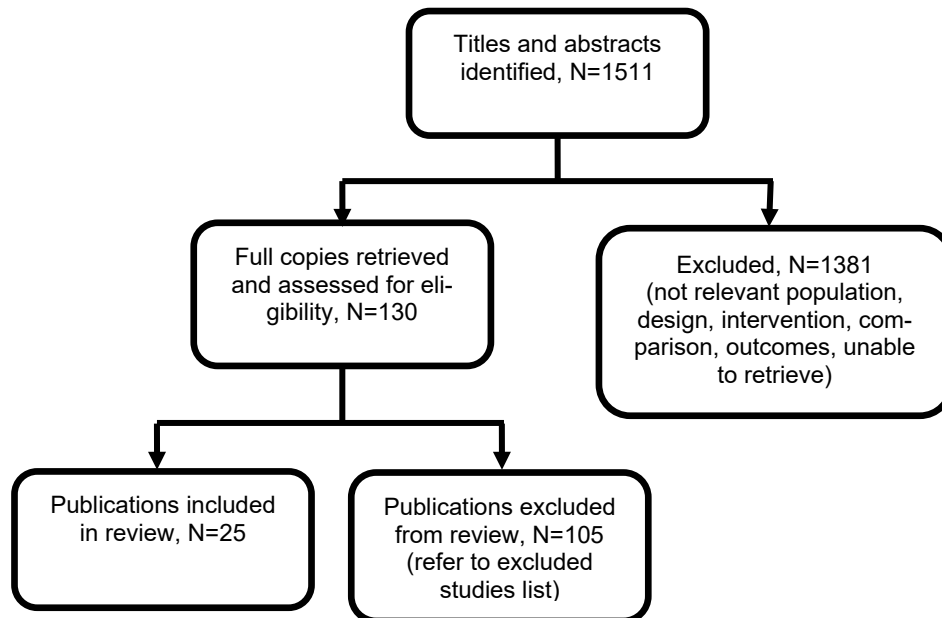 Titles and abstracts
identified, N=1511
Full copies retrieved
and assessed for eli-
gibility, N=130
Excluded, N=1381
(not relevant population,
design, intervention, com-
parison, outcomes, unable
to retrieve)
Publications included
in review, N=25
Publications excluded
from review, N=105
(refer to excluded
studies list)